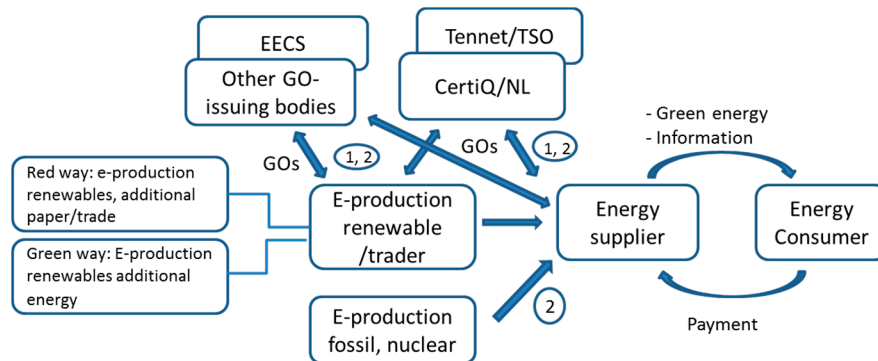 EECS
Other GO-
issuing bodies
Tennet/TSO
CertiQ/NL
- Green energy
- Information
GOs
1, 2
GOs
1, 2
Red way: e-production
renewables, additional
paper/trade
Green way: E-production
renewables additional
energy
E-production
renewable
/trader
Energy
supplier
Energy
Consumer
E-production
fossil, nuclear
2
Payment